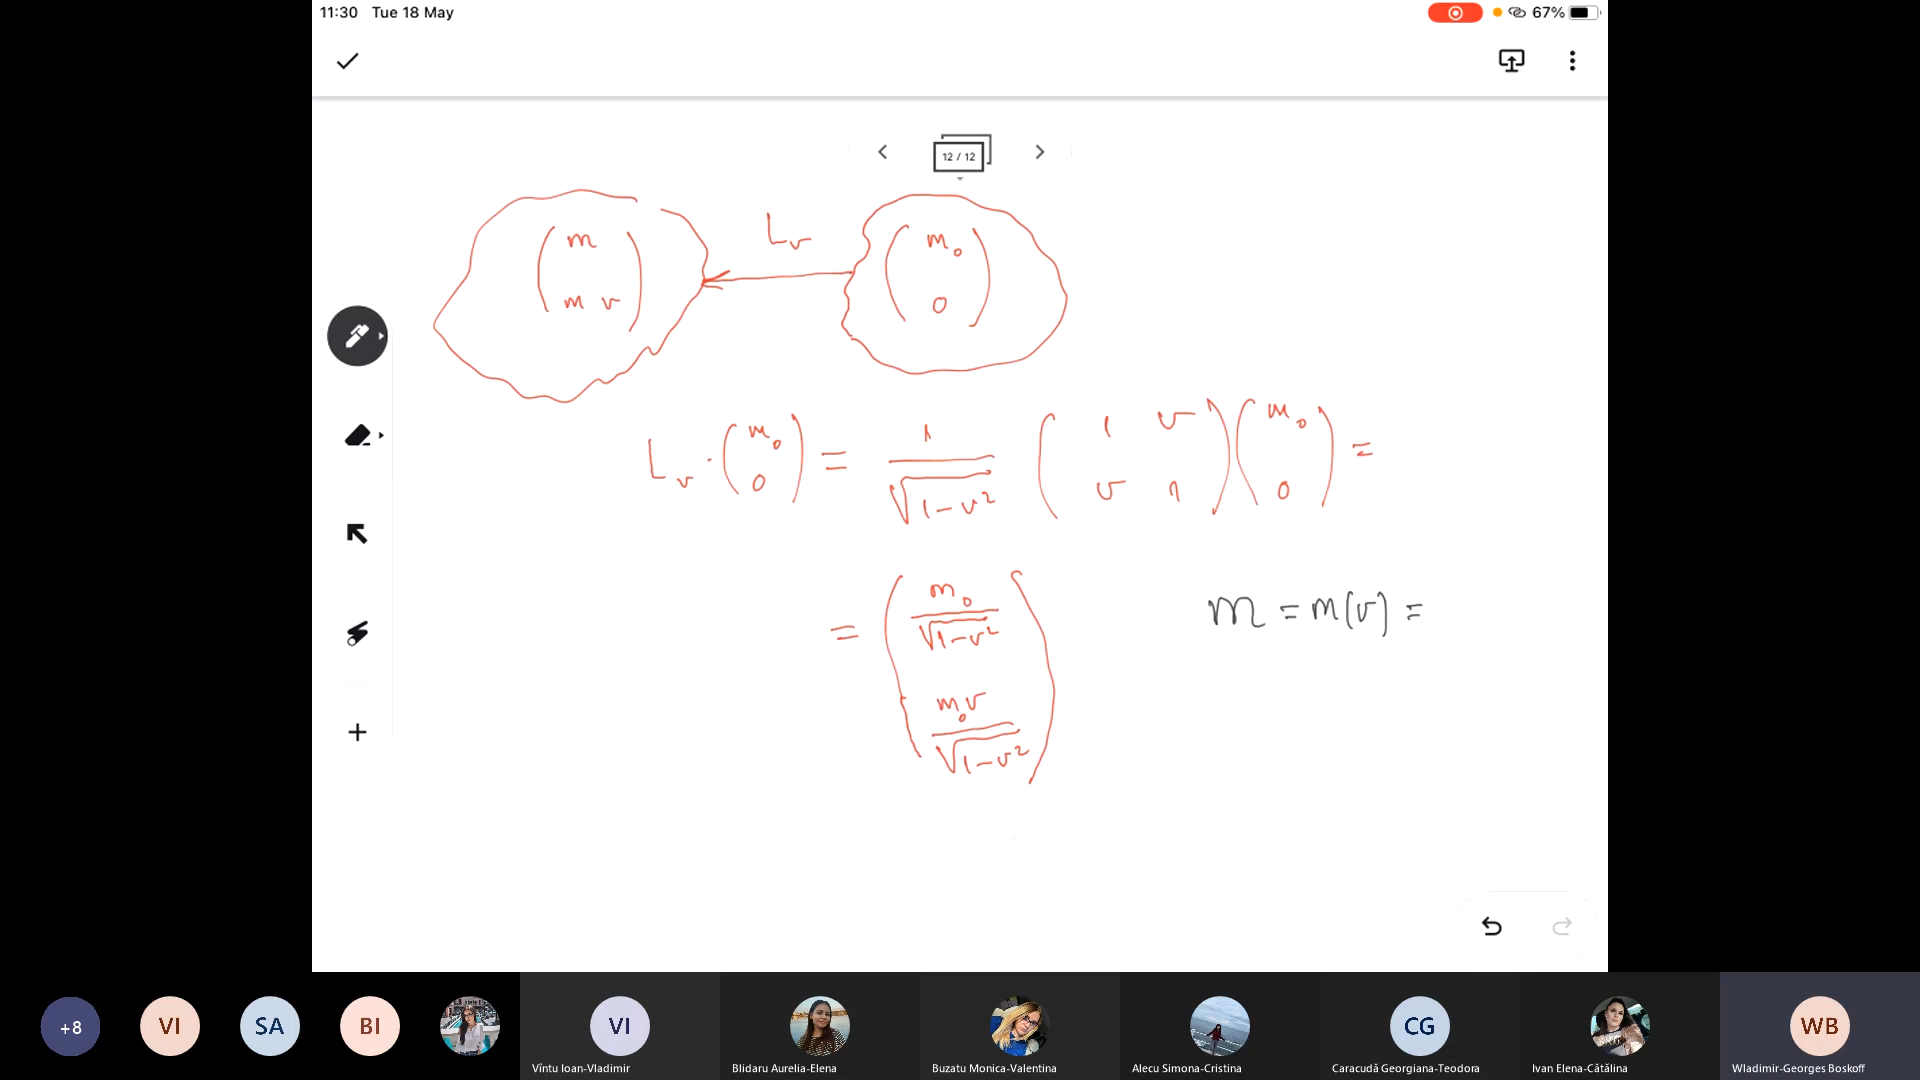 11:30 Tue 18 May 67%
12 / 12
( m ) L_v ( m_0 )
( m v ) ← ( 0 )
L_v · ( m_0 0 ) = 1 / √(1-v²) ( 1 v v 1 ) ( m_0 0 ) =
= ( m_0 / √(1-v²) m_0 v / √(1-v²) )
m = m(v) =
+8 VI SA BI VI CG WB
Vîntu Ioan-Vladimir Blidaru Aurelia-Elena Buzatu Monica-Valentina Alecu Simona-Cristina Caracudă Georgiana-Teodora Ivan Elena-Cătălina Wladimir-Georges Boskoff